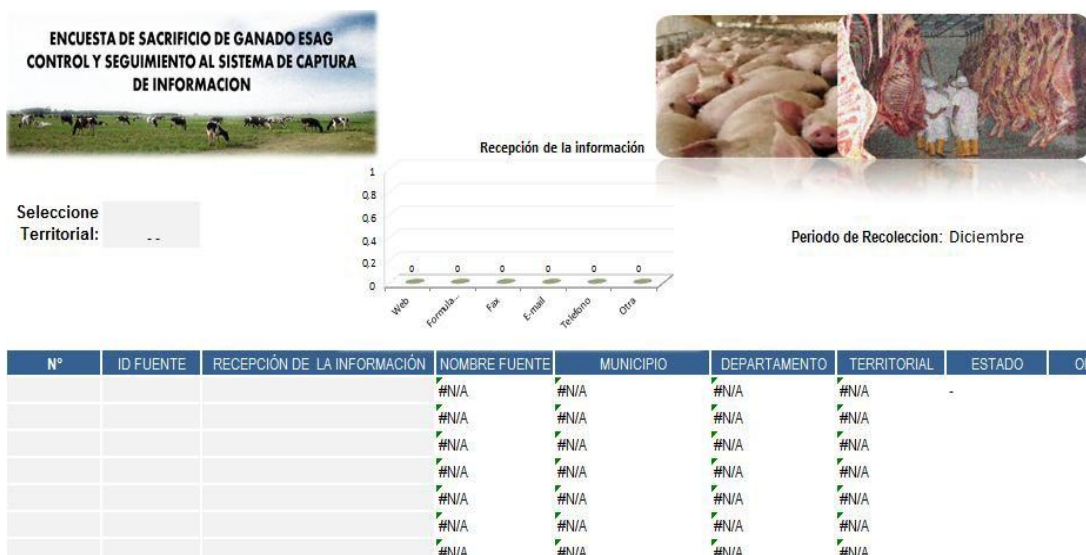 ENCUESTA DE SACRIFICIO DE GANADO ESAG
CONTROL Y SEGUIMIENTO AL SISTEMA DE CAPTURA
DE INFORMACION
Recepción de la información
1
0,8
0,6
0,4
0,2
0
0 0 0 0 0 0
Web Formula... Fax E-mail Telefono Otra
Seleccione
Territorial: - -
Periodo de Recoleccion: Diciembre
Nº ID FUENTE RECEPCIÓN DE LA INFORMACIÓN NOMBRE FUENTE MUNICIPIO DEPARTAMENTO TERRITORIAL ESTADO
#N/A #N/A #N/A #N/A -
#N/A #N/A #N/A #N/A
#N/A #N/A #N/A #N/A
#N/A #N/A #N/A #N/A
#N/A #N/A #N/A #N/A
#N/A #N/A #N/A #N/A
#N/A #N/A #N/A #N/A